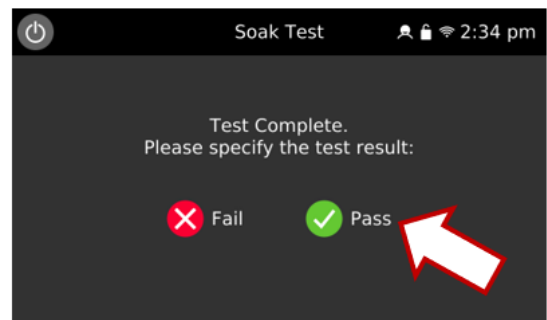 Soak Test 2:34 pm
Test Complete.
Please specify the test result:
Fail Pass